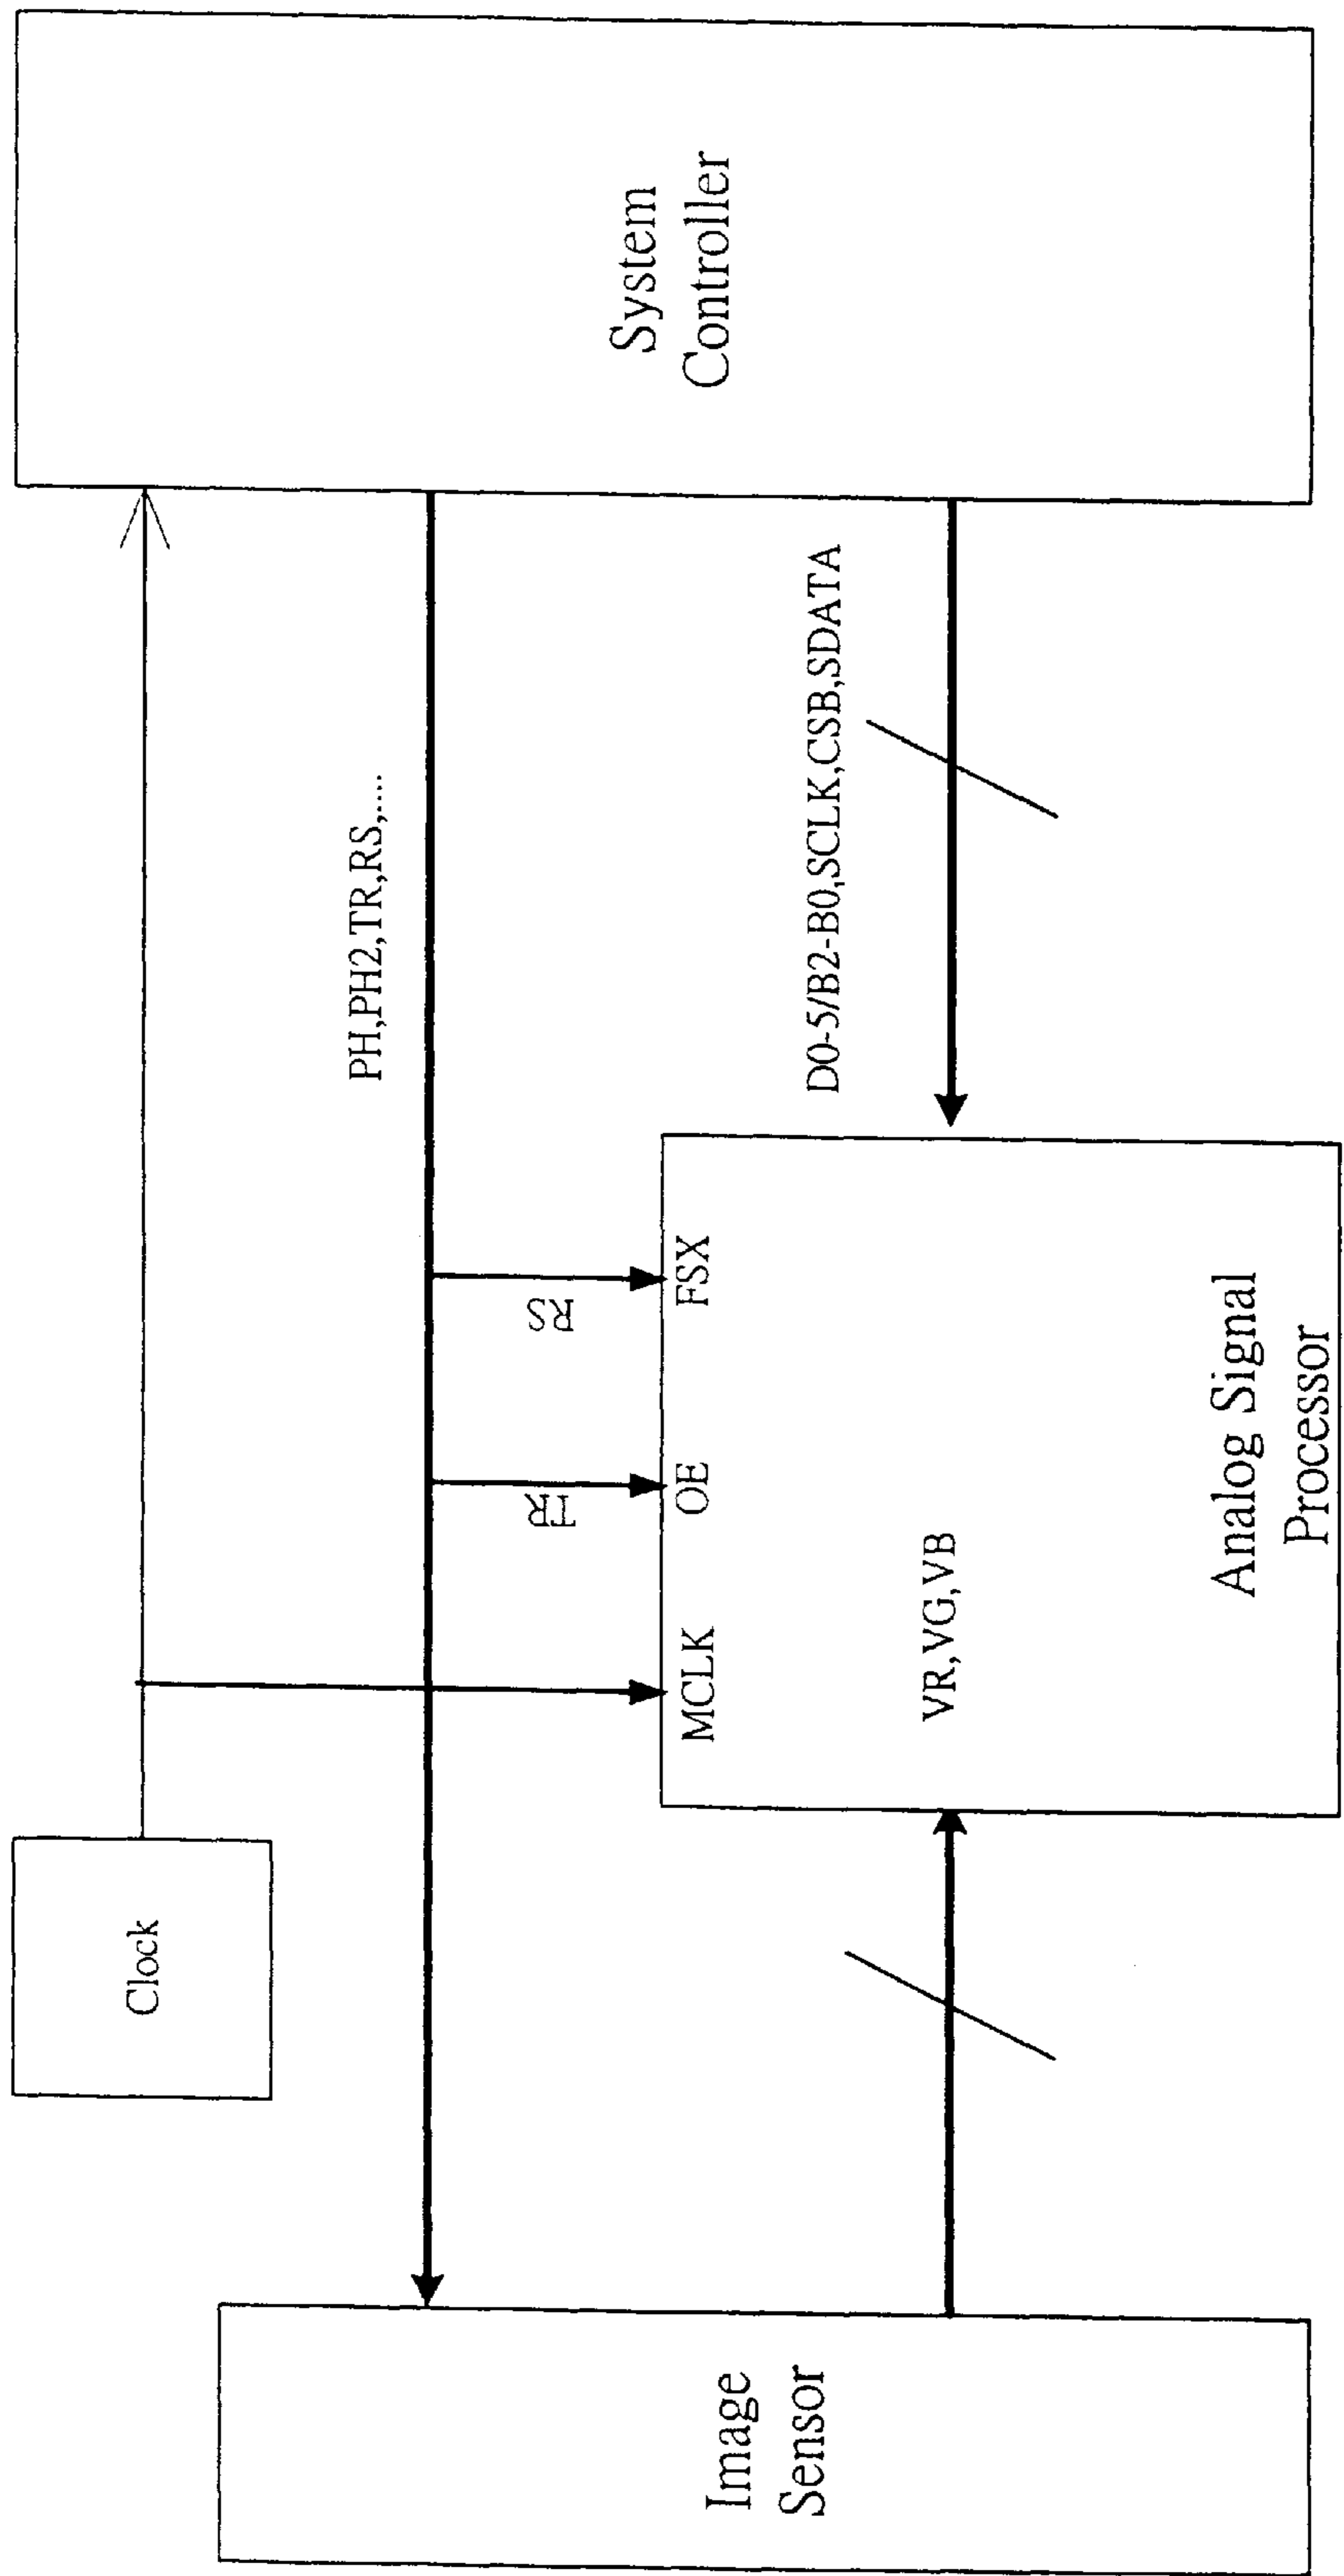 Clock
System
Controller
PH,PH2,TR,RS,....
TR
RS
MCLK
OE
FSX
D0-5/B2-B0,SCLK,CSB,SDATA
VR,VG,VB
Image
Sensor
Analog Signal
Processor